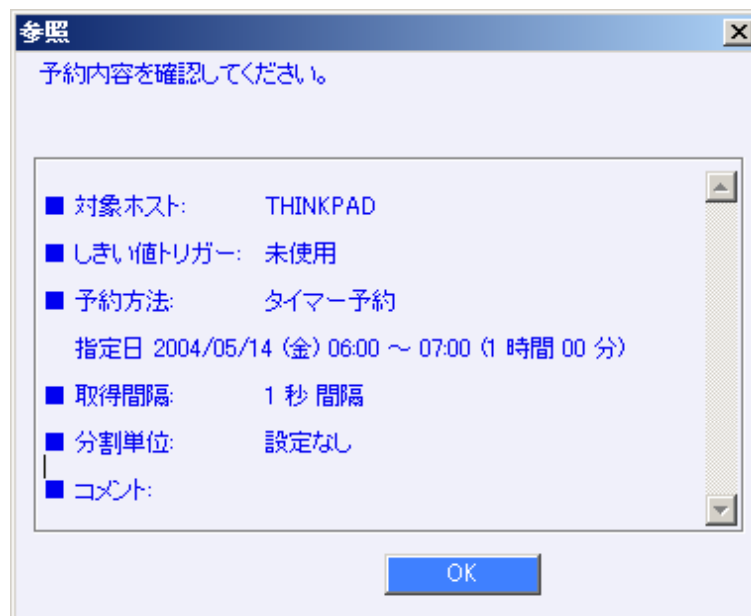 参照
予約内容を確認してください。
■ 対象ホスト: THINKPAD
■ しきい値トリガー: 未使用
■ 予約方法: タイマー予約
指定日 2004/05/14 (金) 06:00 ～ 07:00 (1 時間 00 分)
■ 取得間隔: 1 秒 間隔
■ 分割単位: 設定なし
■ コメント:
OK